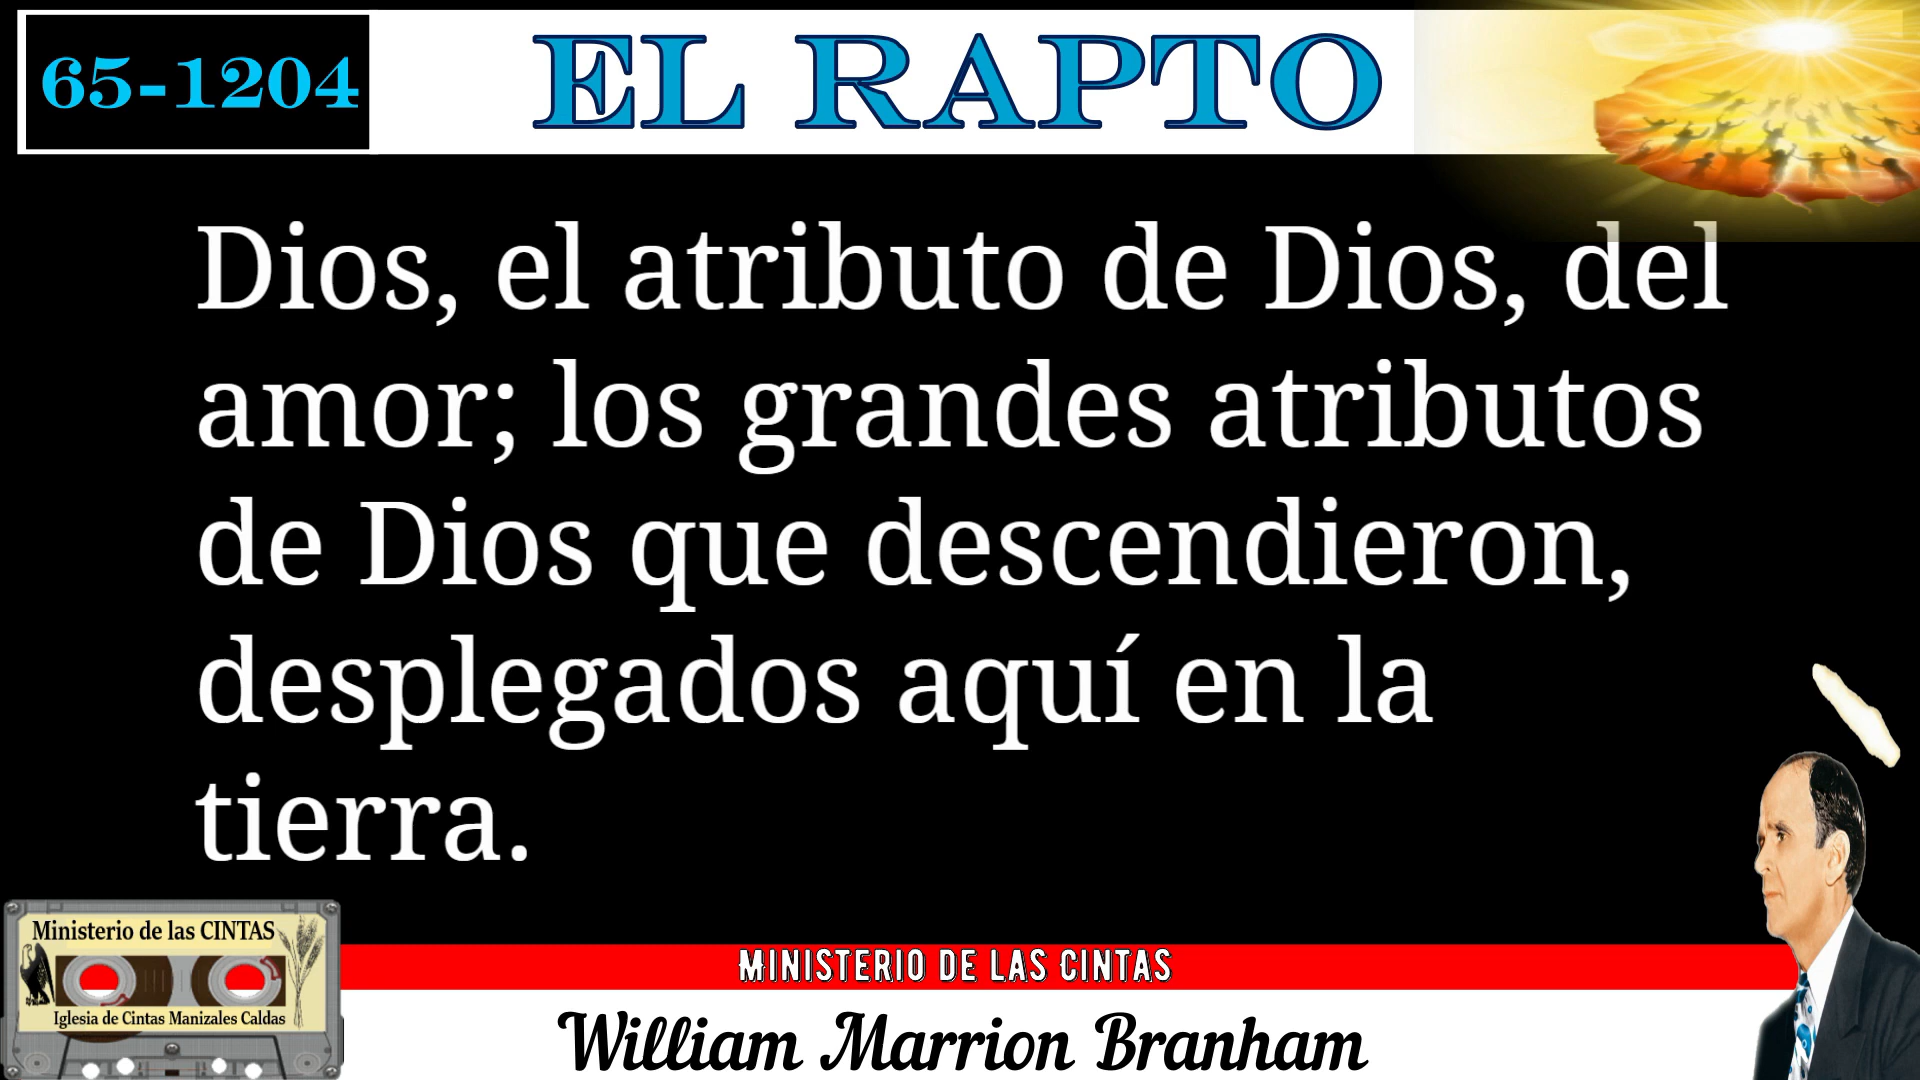 65-1204
EL RAPTO
Dios, el atributo de Dios, del
amor; los grandes atributos
de Dios que descendieron,
desplegados aquí en la
tierra.
Ministerio de las CINTAS
Iglesia de Cintas Manizales Caldas
MINISTERIO DE LAS CINTAS
William Marrion Branham